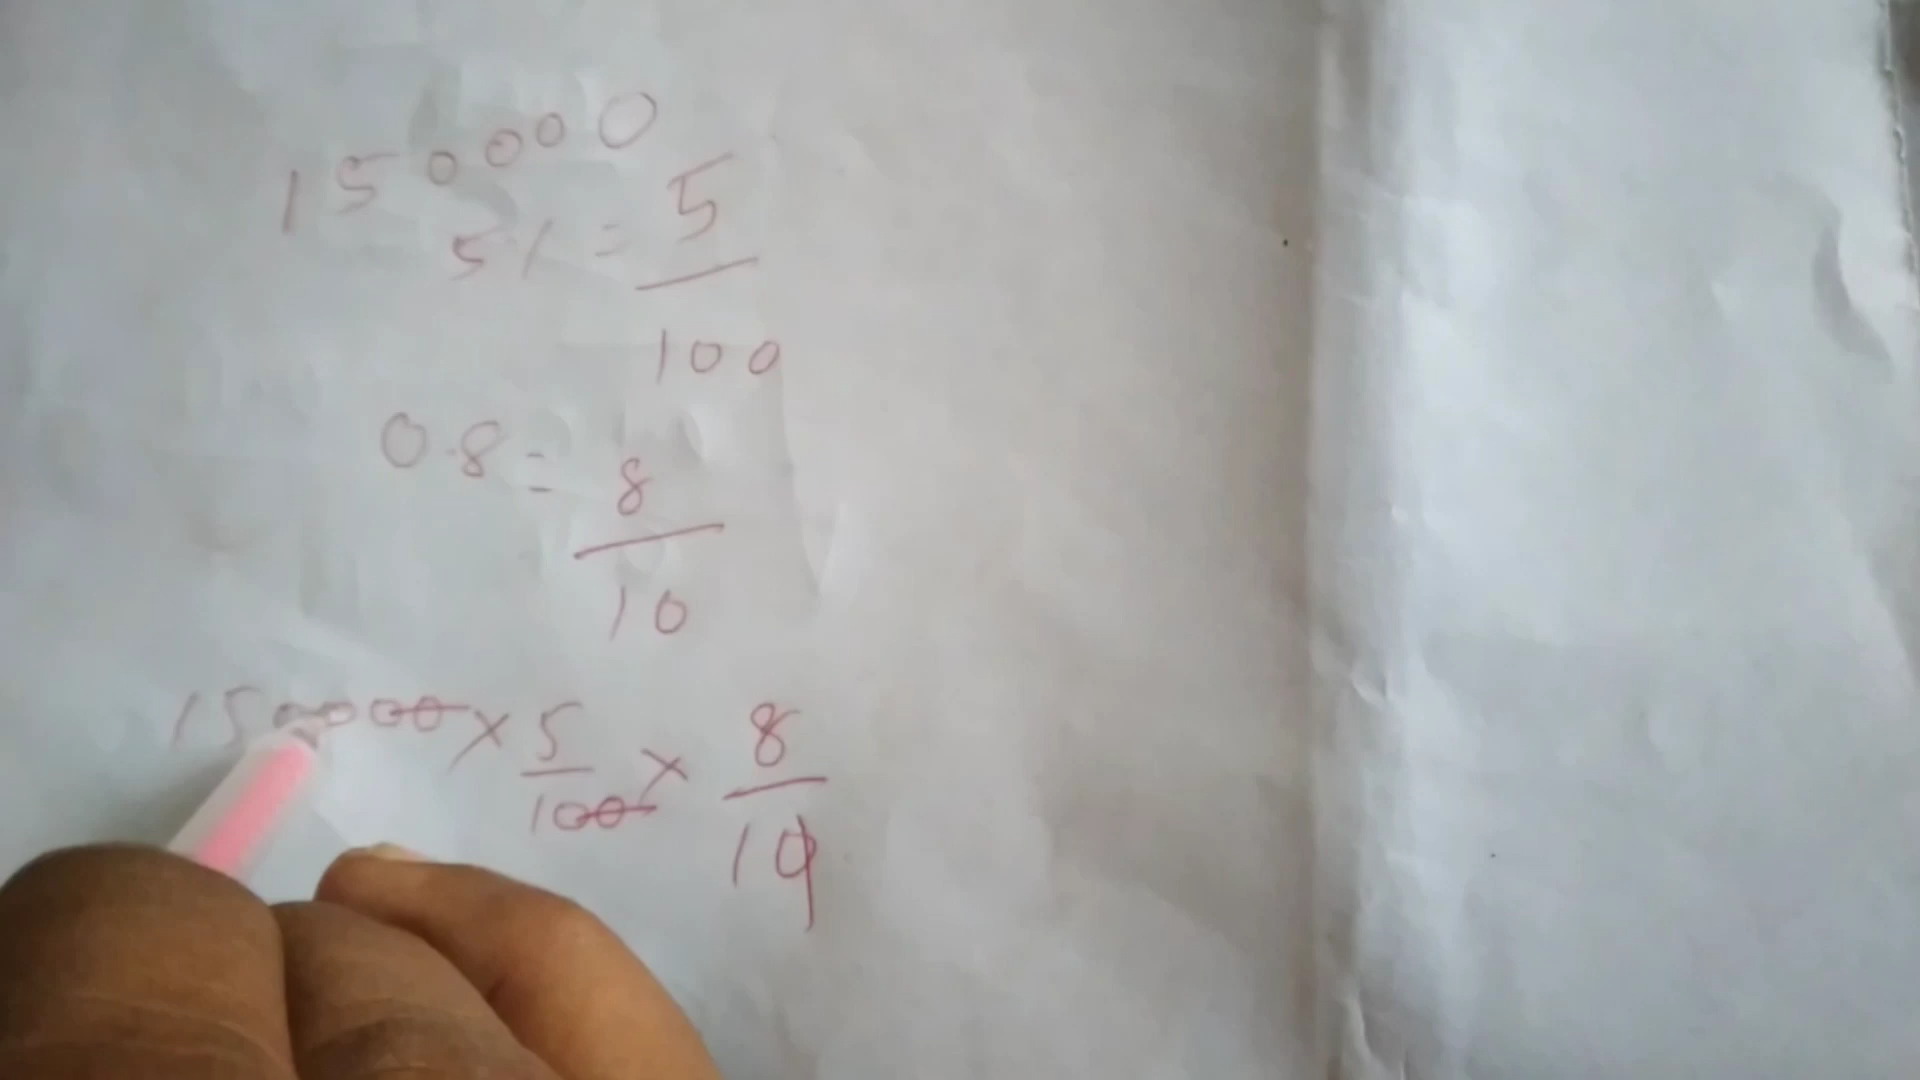 150000
5% = 5/100
0.8 = 8/10
150000 × 5/100 × 8/10